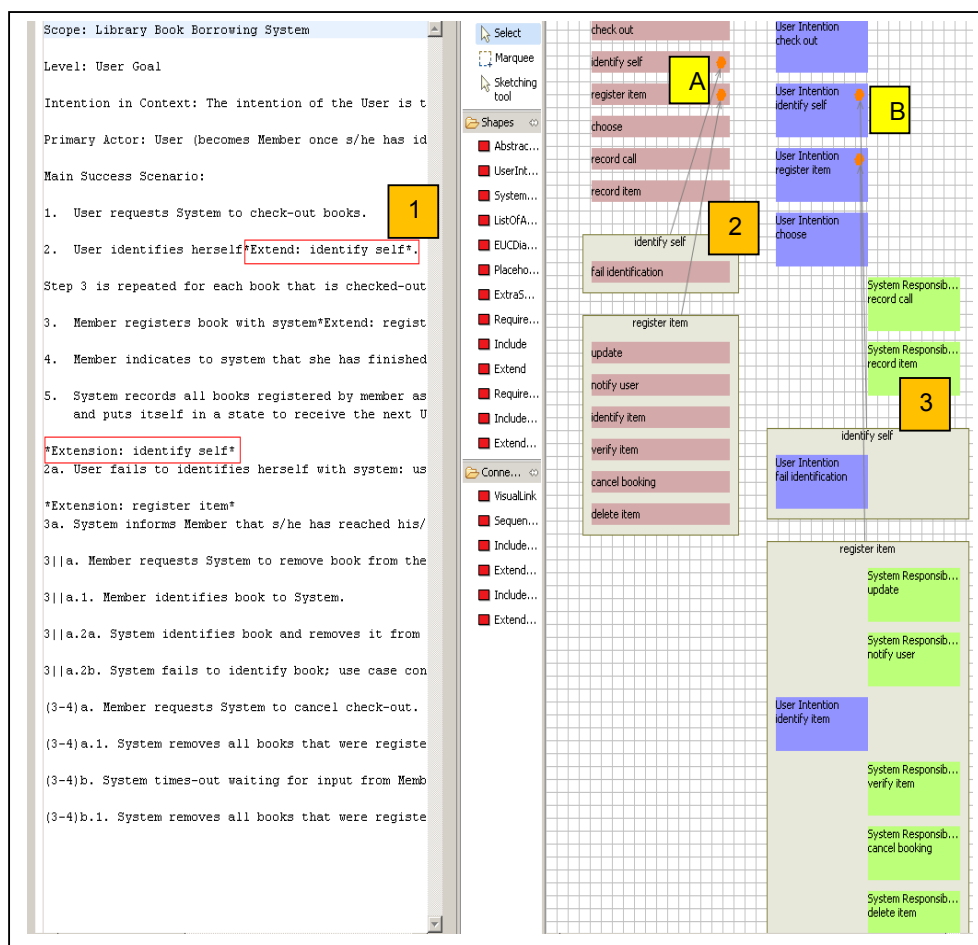 Scope: Library Book Borrowing System
Level: User Goal
Intention in Context: The intention of the User is t
Primary Actor: User (becomes Member once s/he has id
Main Success Scenario:
1. User requests System to check-out books.
1
2. User identifies herself*Extend: identify self*.
Step 3 is repeated for each book that is checked-out
3. Member registers book with system*Extend: regist
4. Member indicates to system that she has finished
5. System records all books registered by member as
and puts itself in a state to receive the next U
*Extension: identify self*
2a. User fails to identifies herself with system: us
*Extension: register item*
3a. System informs Member that s/he has reached his/
3||a. Member requests System to remove book from the
3||a.1. Member identifies book to System.
3||a.2a. System identifies book and removes it from
3||a.2b. System fails to identify book; use case con
(3-4)a. Member requests System to cancel check-out.
(3-4)a.1. System removes all books that were registe
(3-4)b. System times-out waiting for input from Memb
(3-4)b.1. System removes all books that were registe
Select
Marquee
Sketching
tool
Shapes
Abstrac...
UserInt...
System...
ListOfA...
EUCDia...
Placeho...
ExtraS...
Require...
Include
Extend
Require...
Include...
Extend...
Conne...
VisualLink
Sequen...
Include...
Extend...
Include...
Extend...
check out
identify self
A
register item
choose
record call
record item
2
identify self
fail identification
register item
update
notify user
identify item
verify item
cancel booking
delete item
User Intention
check out
User Intention
identify self
B
User Intention
register item
User Intention
choose
System Responsib...
record call
System Responsib...
record item
3
identify self
User Intention
fail identification
register item
System Responsib...
update
System Responsib...
notify user
User Intention
identify item
System Responsib...
verify item
System Responsib...
cancel booking
System Responsib...
delete item